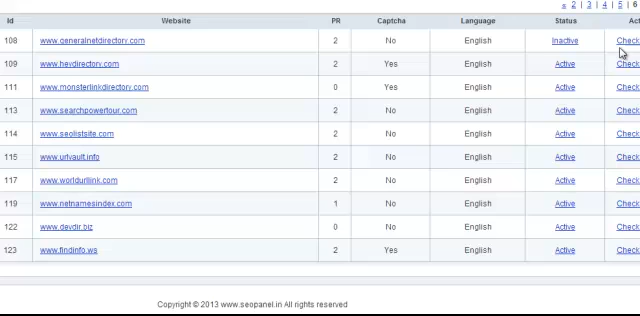 « 2 | 3 | 4 | 5 | 6
Id Website PR Captcha Language Status Act
108 www.generalnetdirectory.com 2 No English Inactive Check
109 www.heydirectory.com 2 Yes English Active Check
111 www.monsterlinkdirectory.com 0 Yes English Active Check
113 www.searchpowertour.com 2 No English Active Check
114 www.seolistsite.com 2 No English Active Check
115 www.urlvault.info 2 No English Active Check
117 www.worldurllink.com 2 No English Active Check
119 www.netnamesindex.com 1 No English Active Check
122 www.devdir.biz 0 No English Active Check
123 www.findinfo.ws 2 Yes English Active Check
Copyright © 2013 www.seopanel.in All rights reserved